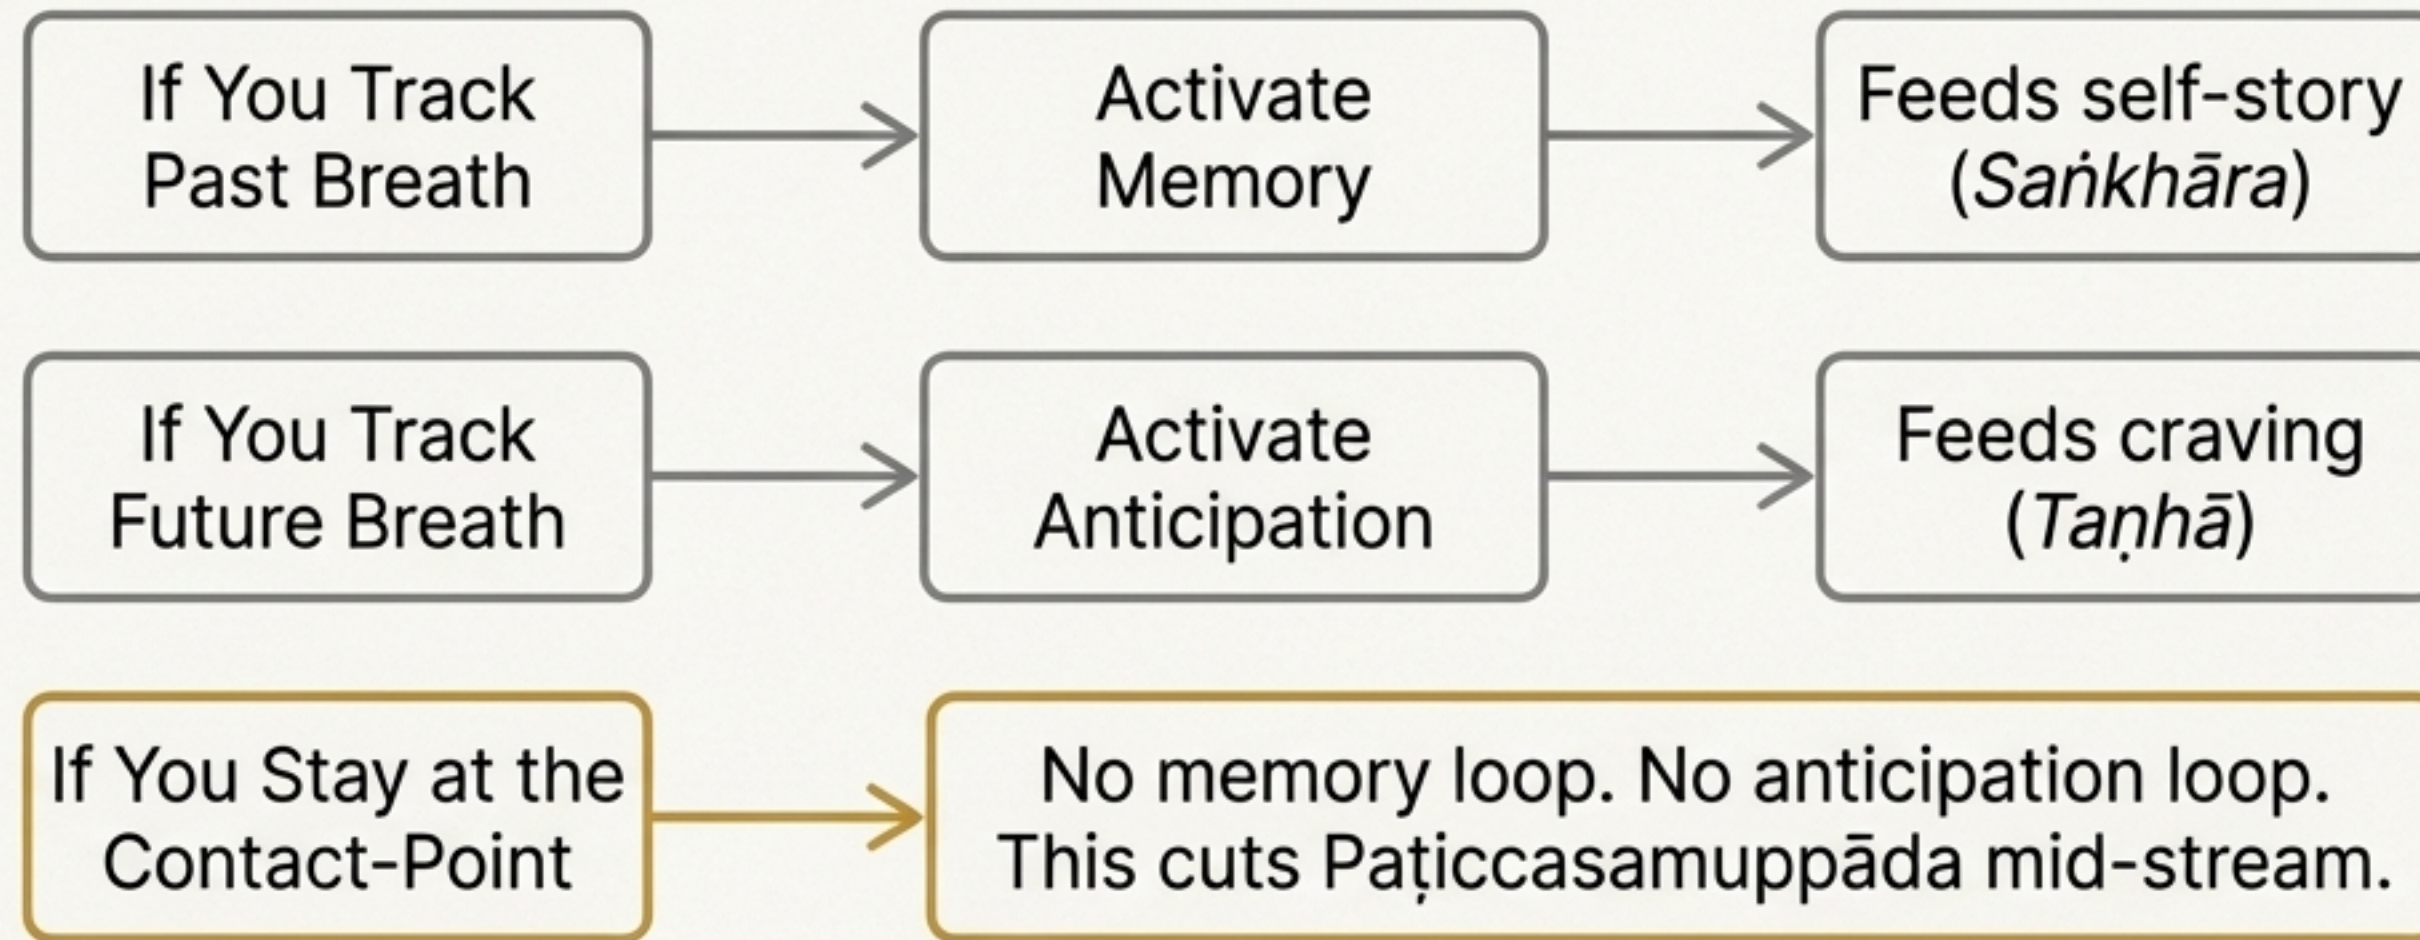 If You Track
Past Breath
Activate
Memory
Feeds self-story
(Saṅkhāra)
If You Track
Future Breath
Activate
Anticipation
Feeds craving
(Taṇhā)
If You Stay at the
Contact-Point
No memory loop. No anticipation loop.
This cuts Paṭiccasamuppāda mid-stream.